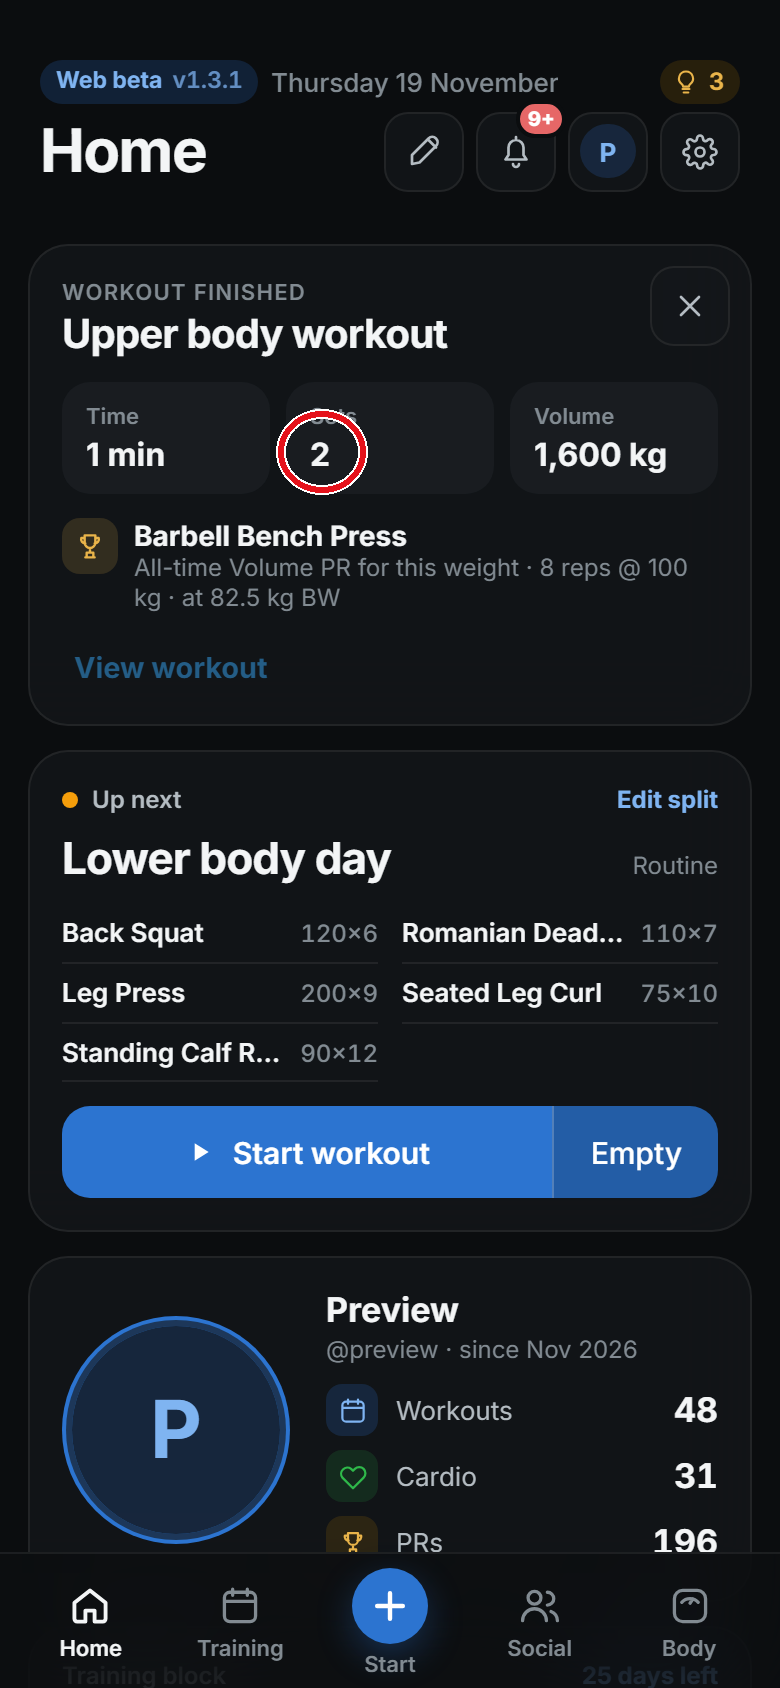 Web beta v1.3.1 Thursday 19 November 3
Home 9+ P
WORKOUT FINISHED
Upper body workout
Time Sets Volume
1 min 2 1,600 kg
Barbell Bench Press
All-time Volume PR for this weight · 8 reps @ 100
kg · at 82.5 kg BW
View workout
Up next Edit split
Lower body day Routine
Back Squat 120×6 Romanian Dead... 110×7
Leg Press 200×9 Seated Leg Curl 75×10
Standing Calf R... 90×12
Start workout Empty
Preview
@preview · since Nov 2026
P
Workouts 48
Cardio 31
PRs 196
Home Training Start Social Body
Training block 25 days left